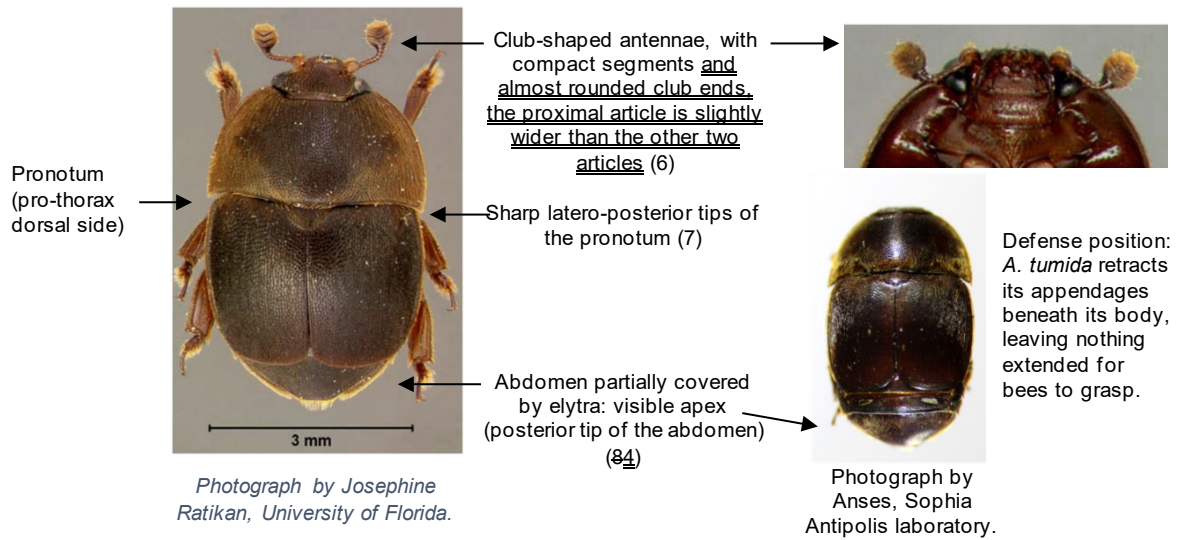 Club-shaped antennae, with
compact segments and
almost rounded club ends,
the proximal article is slightly
wider than the other two
articles (6)
Pronotum
(pro-thorax
dorsal side)
Sharp latero-posterior tips of
the pronotum (7)
Defense position:
A. tumida retracts
its appendages
beneath its body,
leaving nothing
extended for
bees to grasp.
Abdomen partially covered
by elytra: visible apex
(posterior tip of the abdomen)
(84)
3 mm
Photograph by Josephine
Ratikan, University of Florida.
Photograph by
Anses, Sophia
Antipolis laboratory.